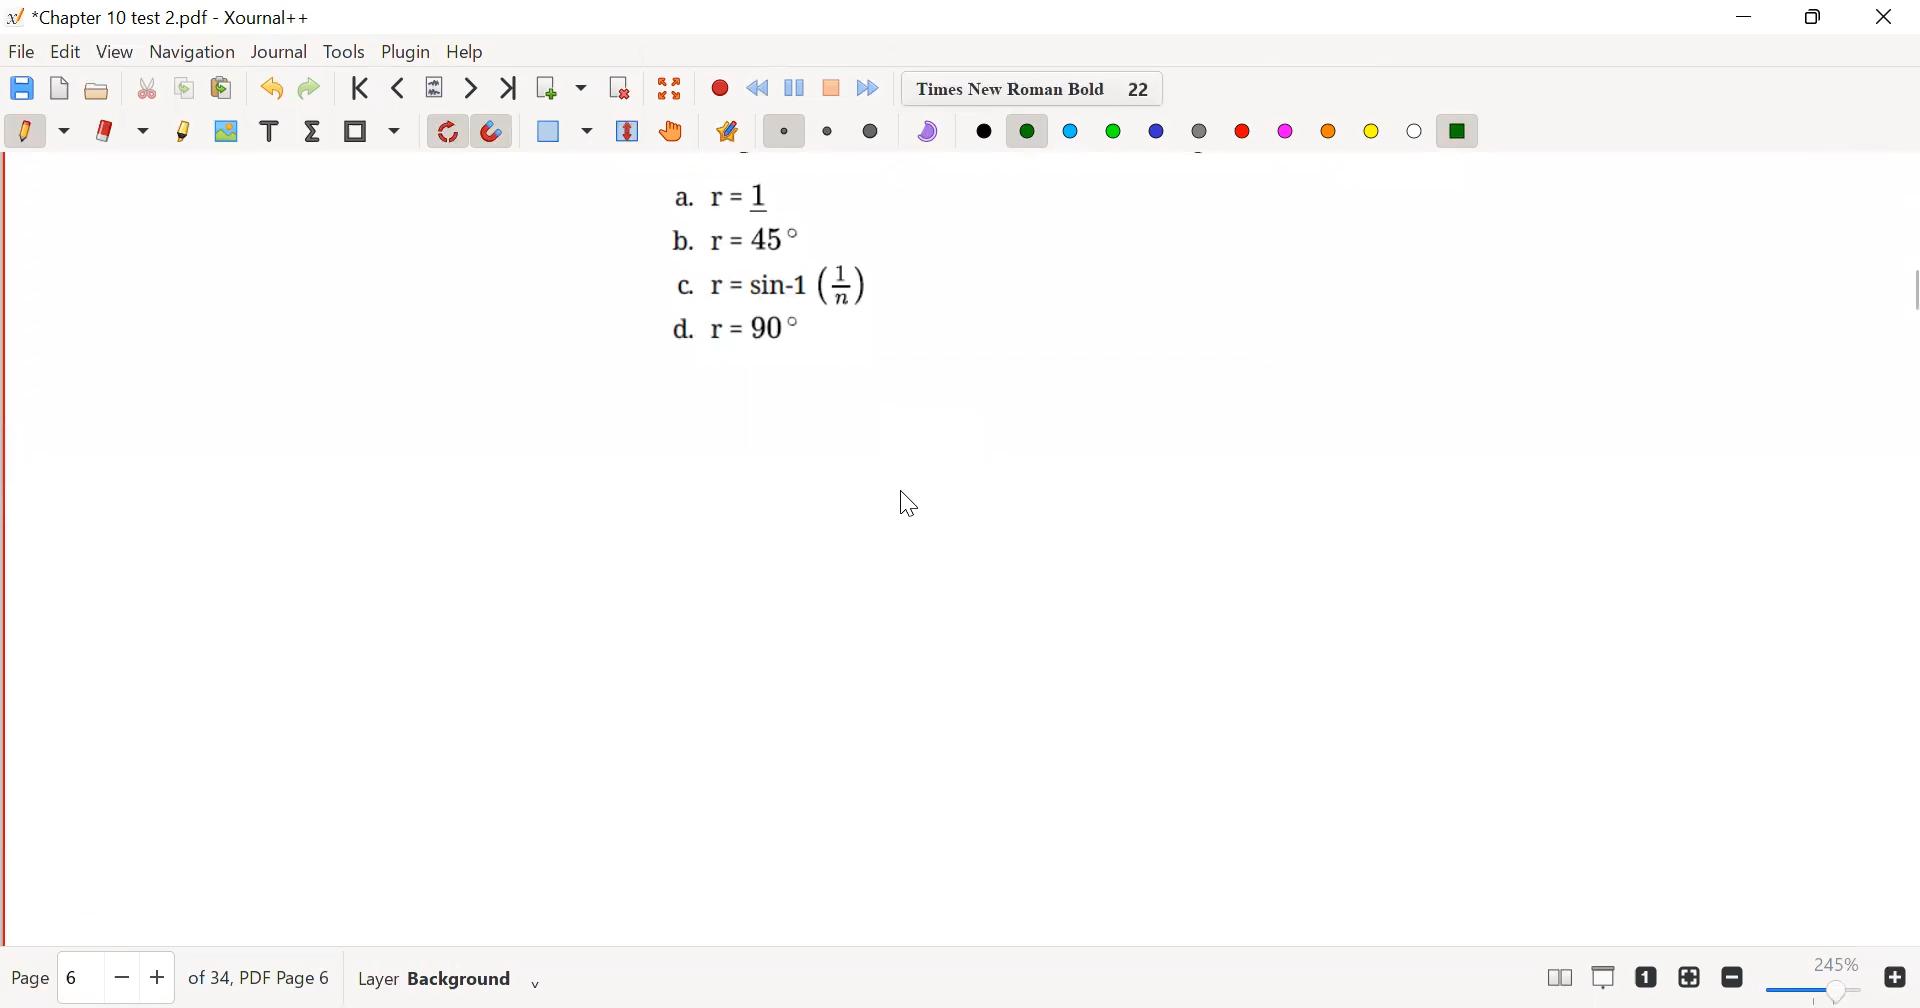 *Chapter 10 test 2.pdf - Xournal++
File Edit View Navigation Journal Tools Plugin Help
Times New Roman Bold 22
a. r = 1
b. r = 45°
c. r = sin-1 (1/n)
d. r = 90°
Page 6 of 34, PDF Page 6 Layer Background
245%